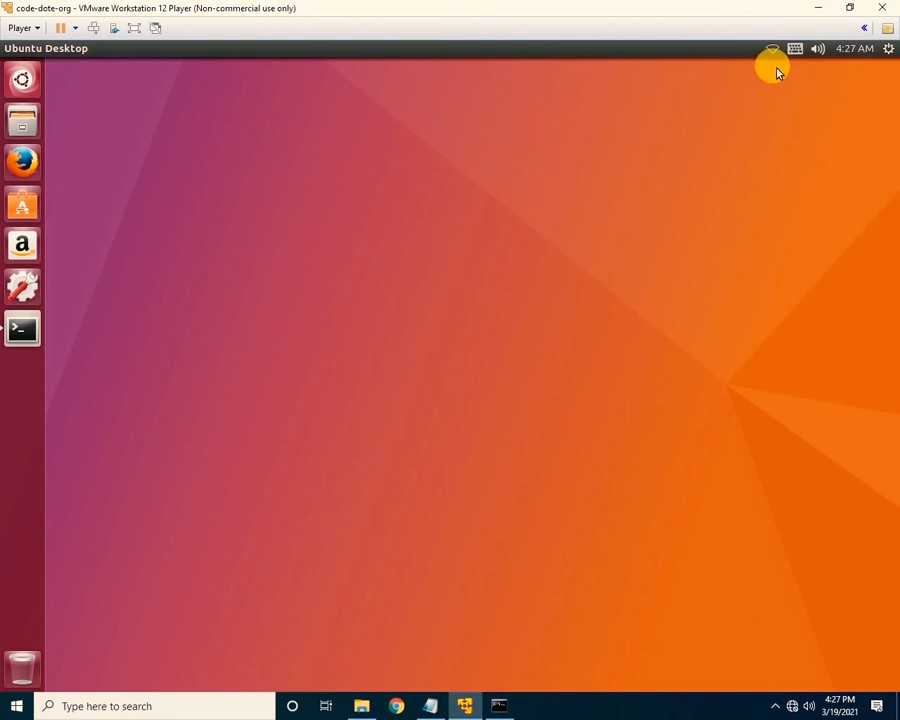 code-dote-org - VMware Workstation 12 Player (Non-commercial use only)
Player
Ubuntu Desktop
4:27 AM
a
>_
Type here to search
4:27 PM
3/19/2021